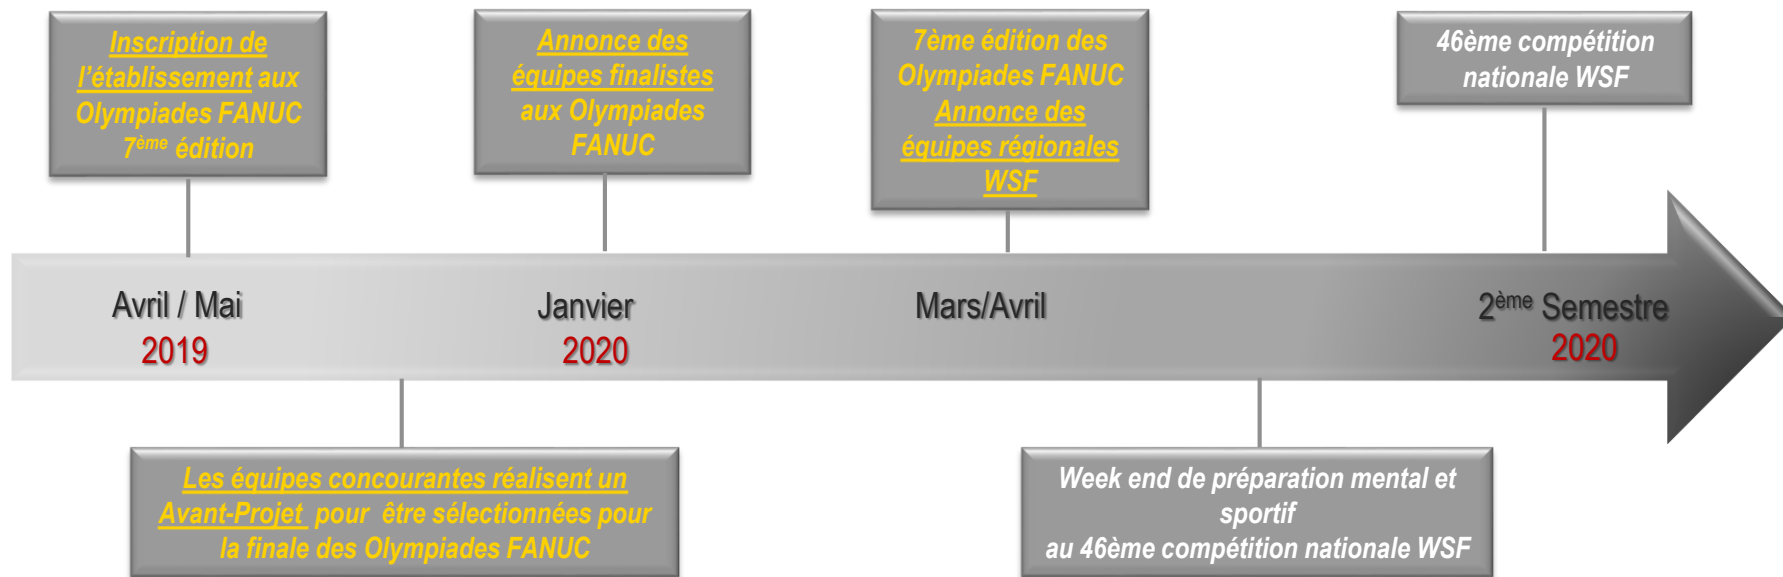 Inscription de
l'établissement aux
Olympiades FANUC
7ème édition
Annonce des
équipes finalistes
aux Olympiades
FANUC
7ème édition des
Olympiades FANUC
Annonce des
équipes régionales
WSF
46ème compétition
nationale WSF
Avril / Mai
2019
Janvier
2020
Mars/Avril
2ème Semestre
2020
Les équipes concourantes réalisent un
Avant-Projet pour être sélectionnées pour
la finale des Olympiades FANUC
Week end de préparation mental et
sportif
au 46ème compétition nationale WSF